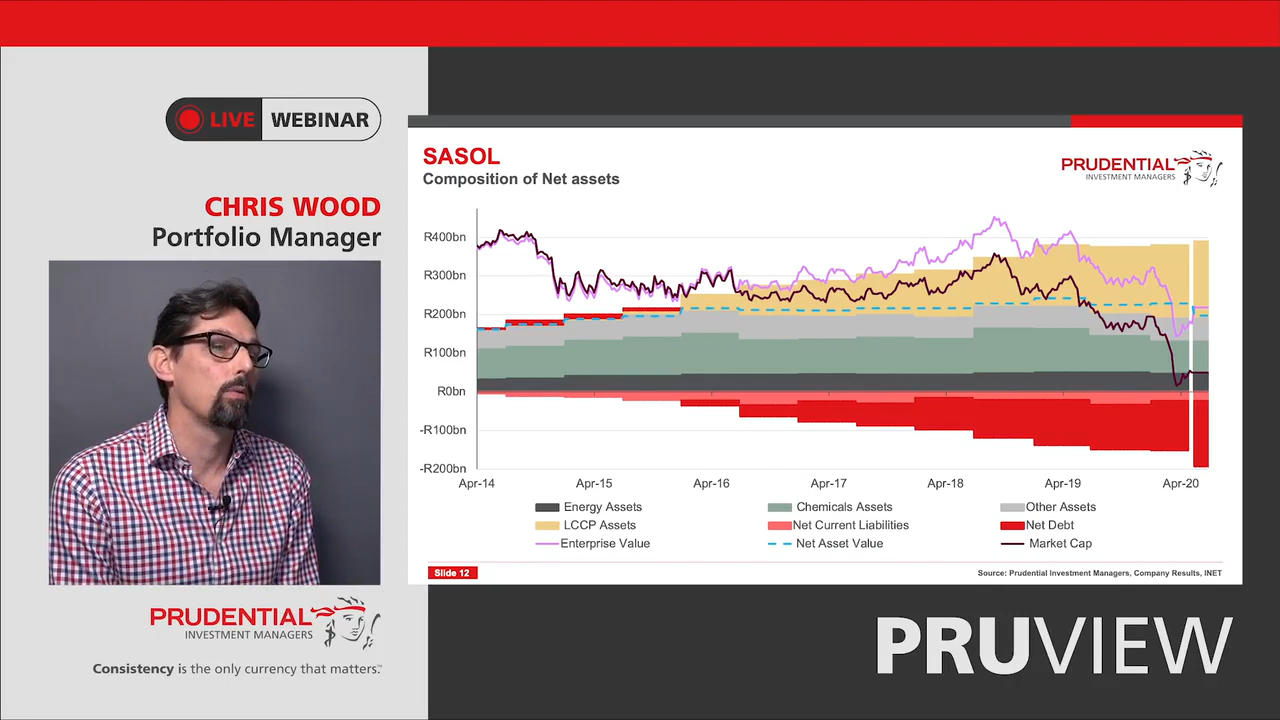 LIVE WEBINAR
CHRIS WOOD
Portfolio Manager
PRUDENTIAL
INVESTMENT MANAGERS
Consistency is the only currency that matters.™
SASOL
Composition of Net assets
PRUDENTIAL
INVESTMENT MANAGERS
R400bn
R300bn
R200bn
R100bn
R0bn
-R100bn
-R200bn
Apr-14 Apr-15 Apr-16 Apr-17 Apr-18 Apr-19 Apr-20
Energy Assets Chemicals Assets Other Assets
LCCP Assets Net Current Liabilities Net Debt
Enterprise Value Net Asset Value Market Cap
Slide 12 Source: Prudential Investment Managers, Company Results, INET
PRUVIEW